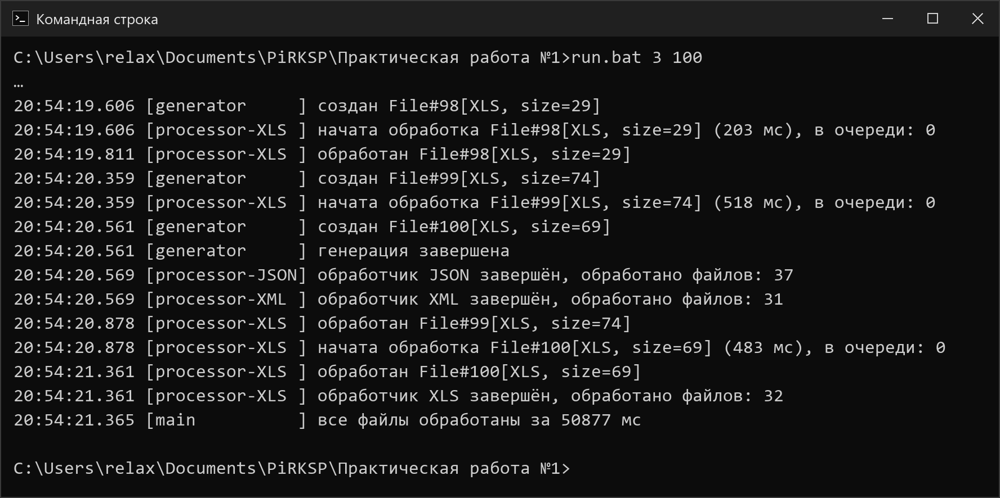 Командная строка
C:\Users\relax\Documents\PiRKSP\Практическая работа №1>run.bat 3 100
…
20:54:19.606 [generator     ] создан File#98[XLS, size=29]
20:54:19.606 [processor-XLS ] начата обработка File#98[XLS, size=29] (203 мс), в очереди: 0
20:54:19.811 [processor-XLS ] обработан File#98[XLS, size=29]
20:54:20.359 [generator     ] создан File#99[XLS, size=74]
20:54:20.359 [processor-XLS ] начата обработка File#99[XLS, size=74] (518 мс), в очереди: 0
20:54:20.561 [generator     ] создан File#100[XLS, size=69]
20:54:20.561 [generator     ] генерация завершена
20:54:20.569 [processor-JSON] обработчик JSON завершён, обработано файлов: 37
20:54:20.569 [processor-XML ] обработчик XML завершён, обработано файлов: 31
20:54:20.878 [processor-XLS ] обработан File#99[XLS, size=74]
20:54:20.878 [processor-XLS ] начата обработка File#100[XLS, size=69] (483 мс), в очереди: 0
20:54:21.361 [processor-XLS ] обработан File#100[XLS, size=69]
20:54:21.361 [processor-XLS ] обработчик XLS завершён, обработано файлов: 32
20:54:21.365 [main          ] все файлы обработаны за 50877 мс
C:\Users\relax\Documents\PiRKSP\Практическая работа №1>